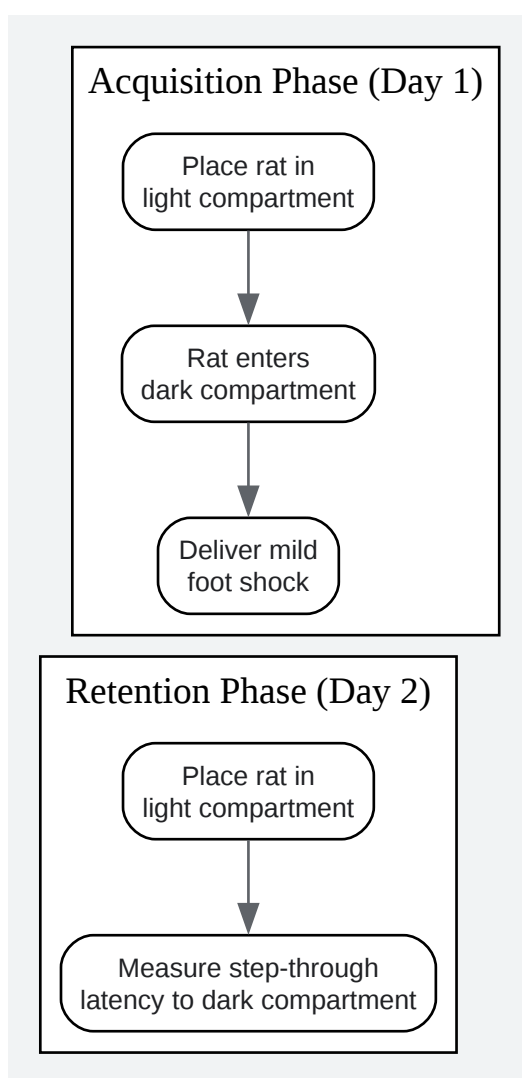 Acquisition Phase (Day 1)
Place rat in
light compartment
Rat enters
dark compartment
Deliver mild
foot shock
Retention Phase (Day 2)
Place rat in
light compartment
Measure step-through
latency to dark compartment